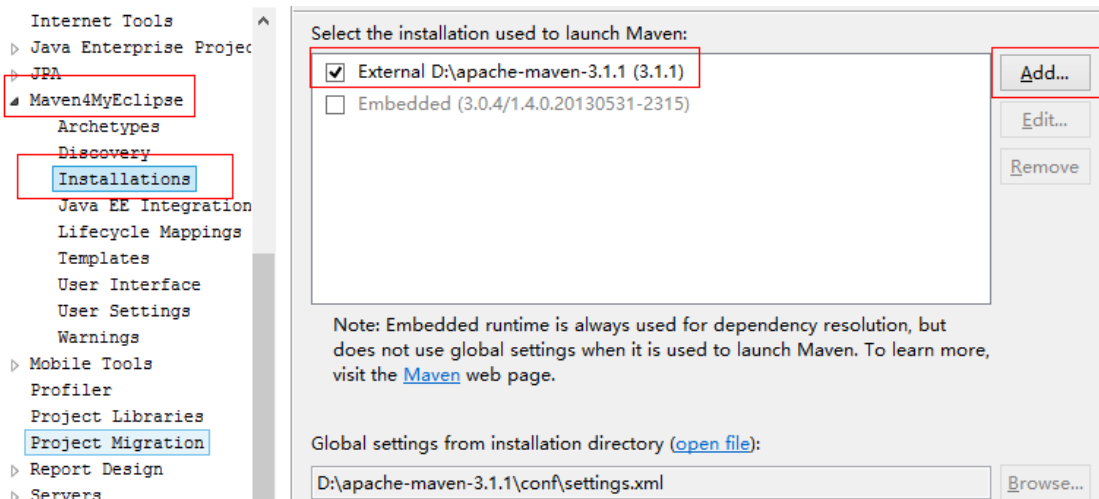 Internet Tools
Java Enterprise Projec
JPA
Maven4MyEclipse
Archetypes
Discovery
Installations
Java EE Integration
Lifecycle Mappings
Templates
User Interface
User Settings
Warnings
Mobile Tools
Profiler
Project Libraries
Project Migration
Report Design
Servers
Select the installation used to launch Maven:
External D:\apache-maven-3.1.1 (3.1.1)
Embedded (3.0.4/1.4.0.20130531-2315)
Add...
Edit...
Remove
Note: Embedded runtime is always used for dependency resolution, but
does not use global settings when it is used to launch Maven. To learn more,
visit the Maven web page.
Global settings from installation directory (open file):
D:\apache-maven-3.1.1\conf\settings.xml
Browse...